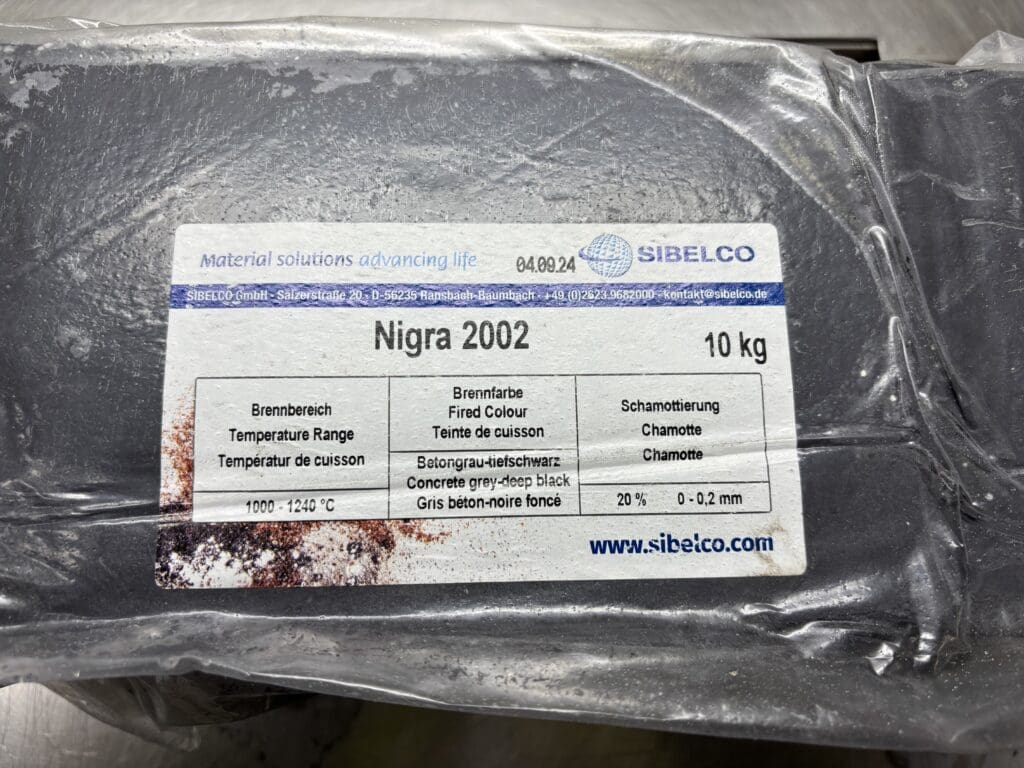 Material solutions advancing life
04.09.24
SIBELCO
SIBELCO GmbH - Salzerstraße 20 - D-56235 Ransbach-Baumbach - +49.(0)2623.9682000 - kontakt@sibelco.de
Nigra 2002
10 kg
Brennbereich
Temperature Range
Températur de cuisson
1000 - 1240 °C
Brennfarbe
Fired Colour
Teinte de cuisson
Betongrau-tiefschwarz
Concrete grey-deep black
Gris béton-noire foncé
Schamottierung
Chamotte
Chamotte
20 % 0 - 0,2 mm
www.sibelco.com